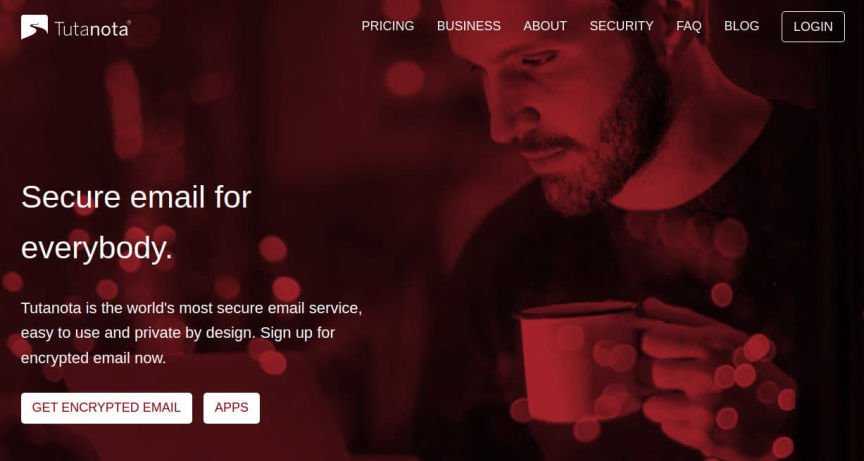 Tutanota®
PRICING
BUSINESS
ABOUT
SECURITY
FAQ
BLOG
LOGIN
Secure email for
everybody.
Tutanota is the world's most secure email service,
easy to use and private by design. Sign up for
encrypted email now.
GET ENCRYPTED EMAIL
APPS